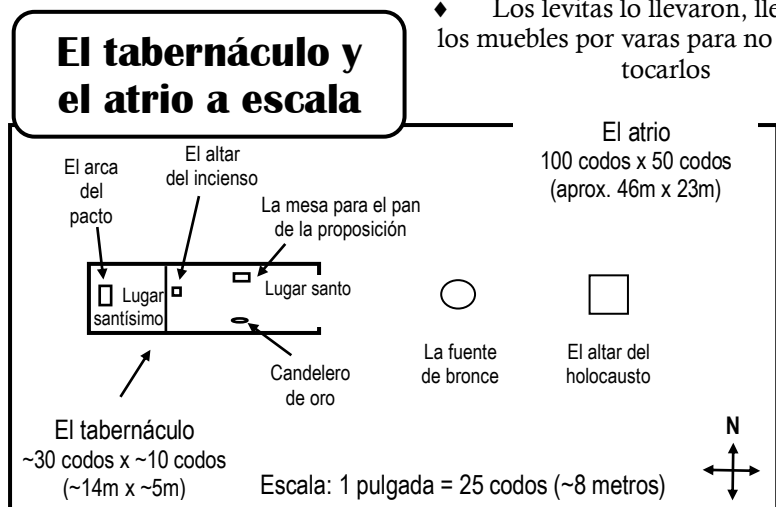 ♦ Los levitas lo llevaron,
los muebles por varas para no
tocarlos
El tabernáculo y
el atrio a escala
El atrio
100 codos x 50 codos
(aprox. 46m x 23m)
El arca
del
pacto
El altar
del incienso
La mesa para el pan
de la proposición
Lugar
santísimo
Lugar santo
Candelero
de oro
La fuente
de bronce
El altar del
holocausto
El tabernáculo
~30 codos x ~10 codos
(~14m x ~5m)
Escala: 1 pulgada = 25 codos (~8 metros)
N